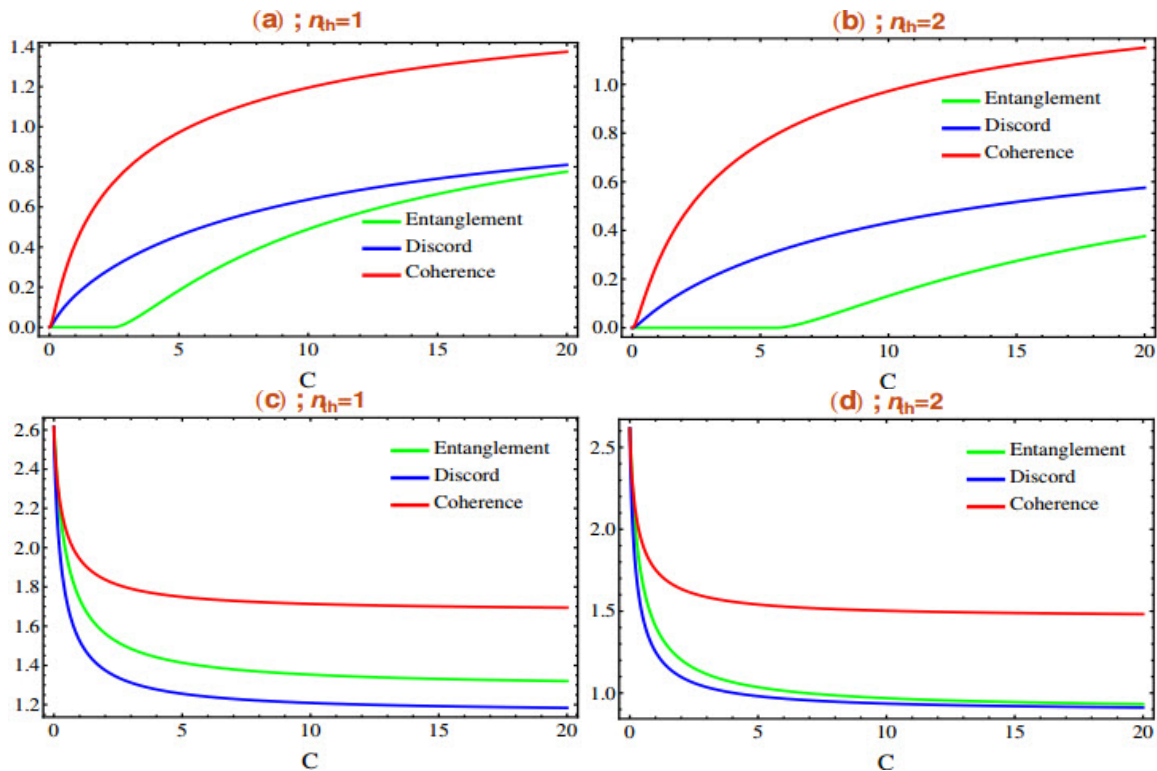 (a) ; nth=1
(b) ; nth=2
1.4
1.2
1.0
0.8
0.6
0.4
0.2
0.0
0
5
10
15
20
C
Entanglement
Discord
Coherence
1.0
0.8
0.6
0.4
0.2
0.0
0
5
10
15
20
C
Entanglement
Discord
Coherence
(c) ; nth=1
(d) ; nth=2
2.6
2.4
2.2
2.0
1.8
1.6
1.4
1.2
0
5
10
15
20
C
Entanglement
Discord
Coherence
2.5
2.0
1.5
1.0
0
5
10
15
20
C
Entanglement
Discord
Coherence